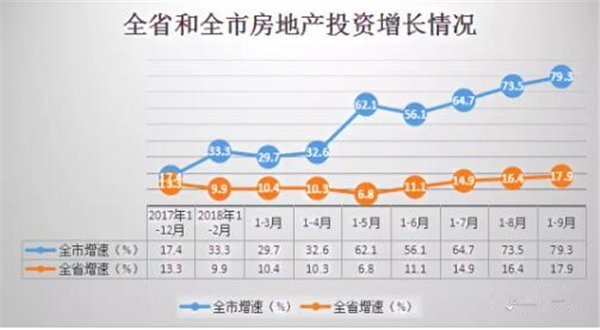 全省和全市房地产投资增长情况
62.1 56.1 64.7 73.5 79.3
17.4 33.3 29.7 32.6
13.3 9.9 10.4 10.3 6.8 11.1 14.9 16.4 17.9
2017年1 2018年1 1-3月 1-4月 1-5月 1-6月 1-7月 1-8月 1-9月
-12月 -2月
全市增速（%） 17.4 33.3 29.7 32.6 62.1 56.1 64.7 73.5 79.3
全省增速（%） 13.3 9.9 10.4 10.3 6.8 11.1 14.9 16.4 17.9
全市增速（%） 全省增速（%）